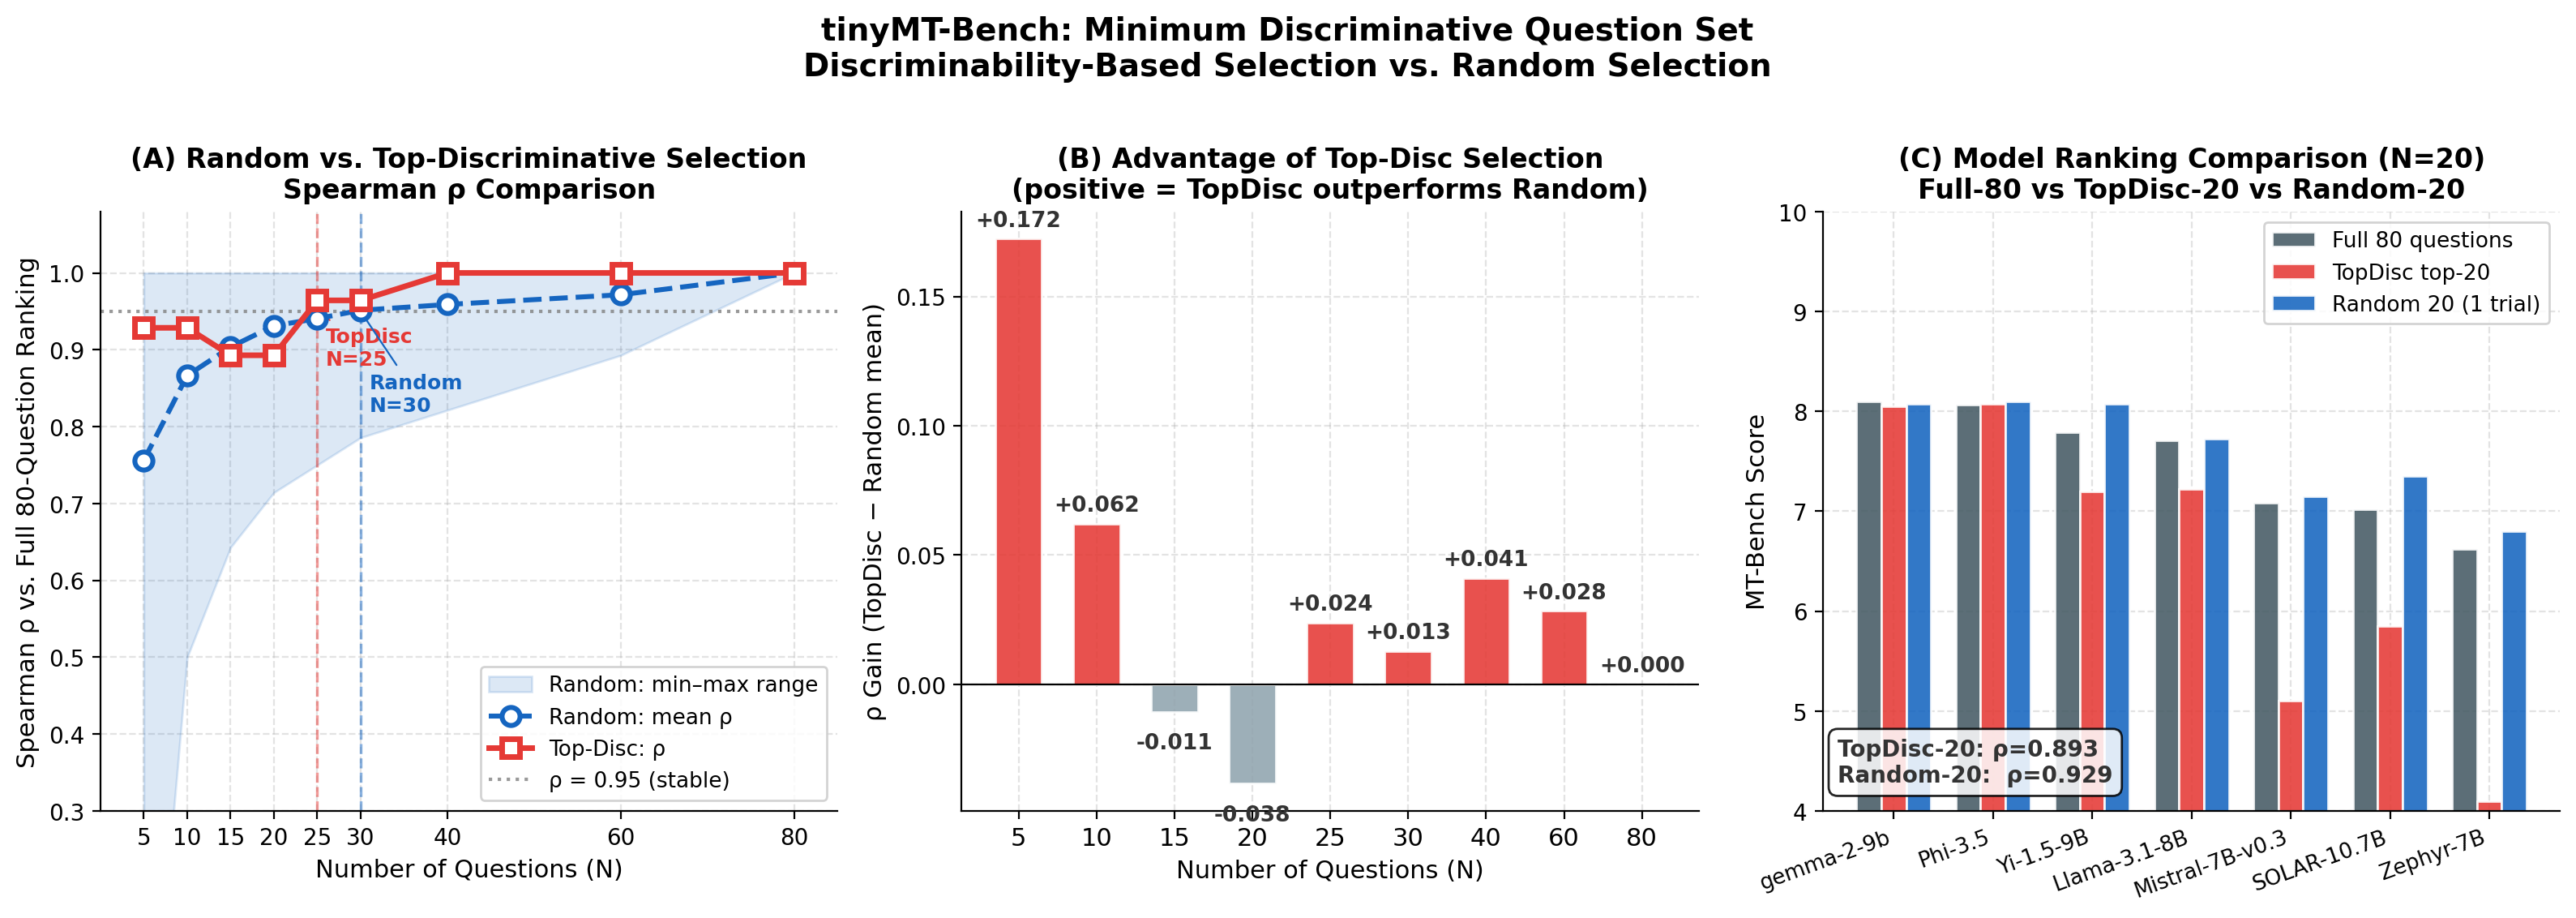 tinyMT-Bench: Minimum Discriminative Question Set
Discriminability-Based Selection vs. Random Selection
(A) Random vs. Top-Discriminative Selection
Spearman ρ Comparison
Spearman ρ vs. Full 80-Question Ranking
1.0
0.9
0.8
0.7
0.6
0.5
0.4
0.3
TopDisc
N=25
Random
N=30
Random: min–max range
Random: mean ρ
Top-Disc: ρ
ρ = 0.95 (stable)
5 10 15 20 25 30 40 60 80
Number of Questions (N)
(B) Advantage of Top-Disc Selection
(positive = TopDisc outperforms Random)
ρ Gain (TopDisc − Random mean)
0.15
0.10
0.05
0.00
+0.172
+0.062
-0.011
-0.038
+0.024
+0.013
+0.041
+0.028
+0.000
5 10 15 20 25 30 40 60 80
Number of Questions (N)
(C) Model Ranking Comparison (N=20)
Full-80 vs TopDisc-20 vs Random-20
MT-Bench Score
10
9
8
7
6
5
4
Full 80 questions
TopDisc top-20
Random 20 (1 trial)
TopDisc-20: ρ=0.893
Random-20: ρ=0.929
gemma-2-9b
Phi-3.5
Yi-1.5-9B
Llama-3.1-8B
Mistral-7B-v0.3
SOLAR-10.7B
Zephyr-7B